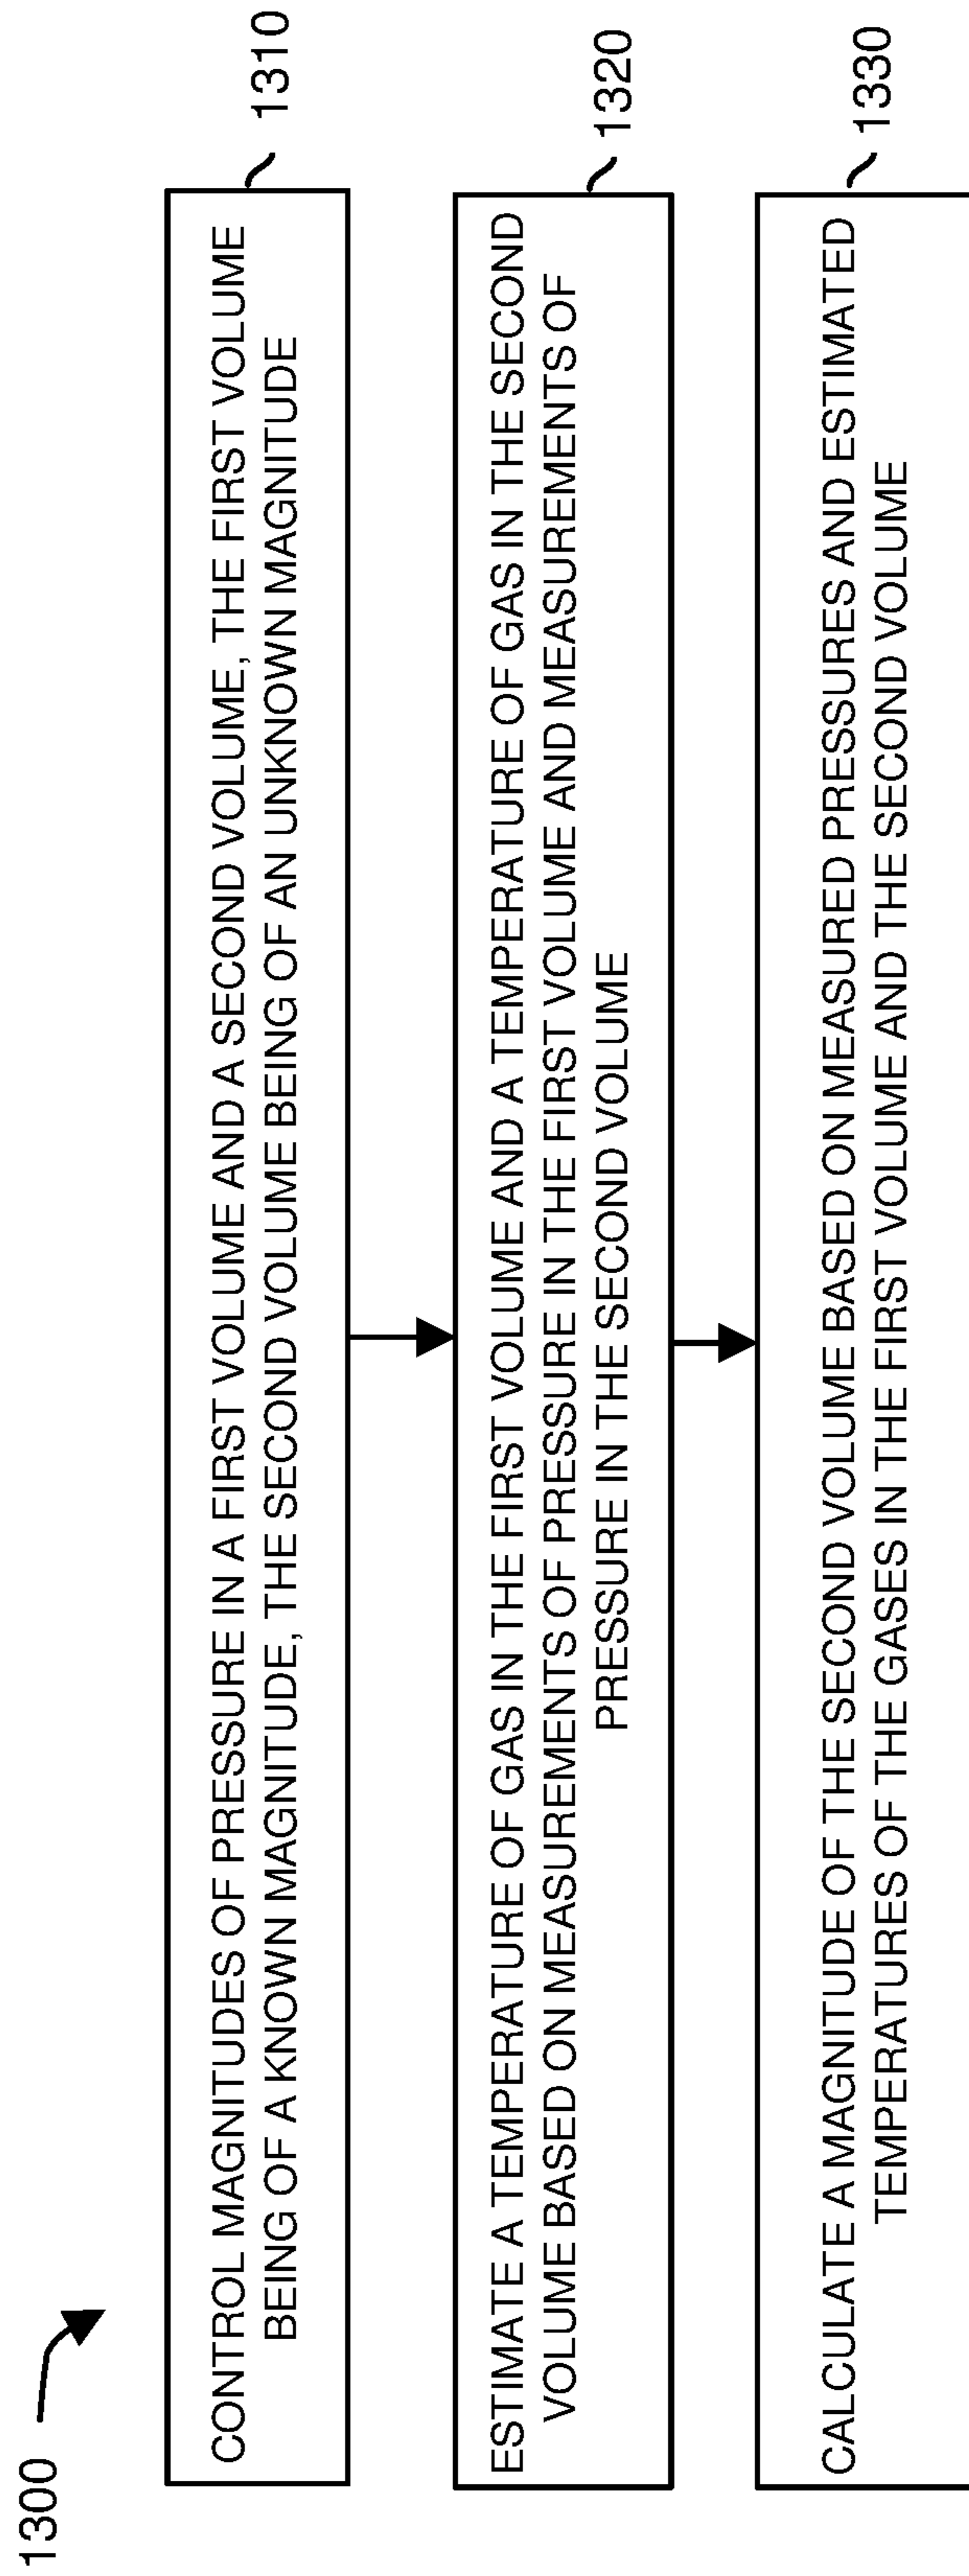 1300
CONTROL MAGNITUDES OF PRESSURE IN A FIRST VOLUME AND A SECOND VOLUME, THE FIRST VOLUME
BEING OF A KNOWN MAGNITUDE, THE SECOND VOLUME BEING OF AN UNKNOWN MAGNITUDE
1310
ESTIMATE A TEMPERATURE OF GAS IN THE FIRST VOLUME AND A TEMPERATURE OF GAS IN THE SECOND
VOLUME BASED ON MEASUREMENTS OF PRESSURE IN THE FIRST VOLUME AND MEASUREMENTS OF
PRESSURE IN THE SECOND VOLUME
1320
CALCULATE A MAGNITUDE OF THE SECOND VOLUME BASED ON MEASURED PRESSURES AND ESTIMATED
TEMPERATURES OF THE GASES IN THE FIRST VOLUME AND THE SECOND VOLUME
1330